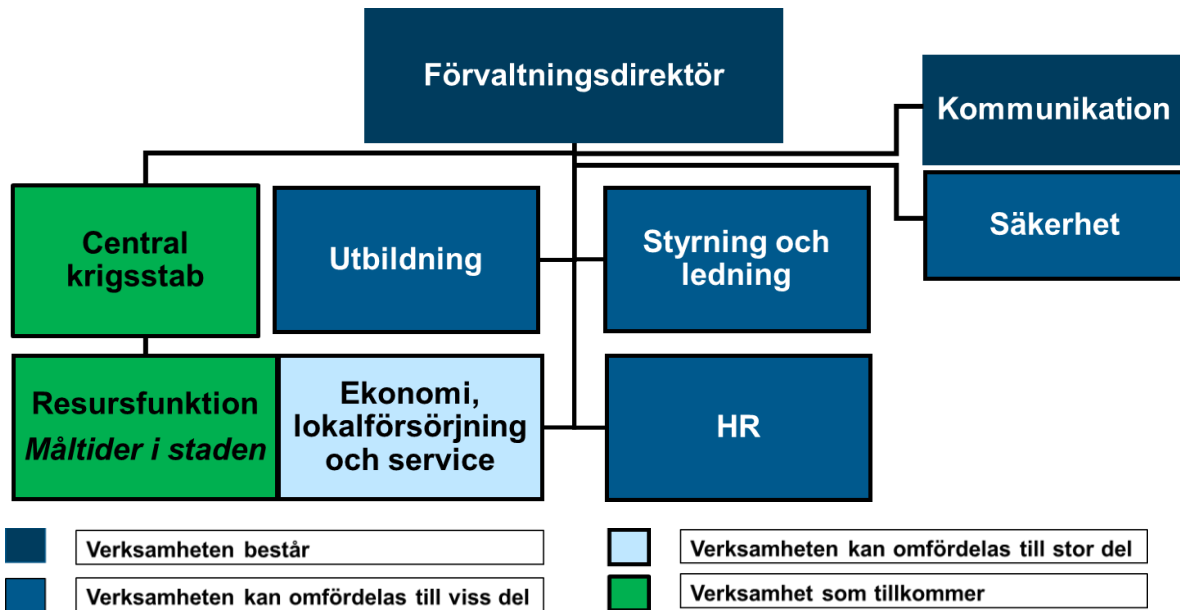 Förvaltningsdirektör
Kommunikation
Säkerhet
Central
krigsstab
Utbildning
Styrning och
ledning
Resursfunktion
Måltider i staden
Ekonomi,
lokalförsörjning
och service
HR
Verksamheten består
Verksamheten kan omfördelas till stor del
Verksamheten kan omfördelas till viss del
Verksamhet som tillkommer